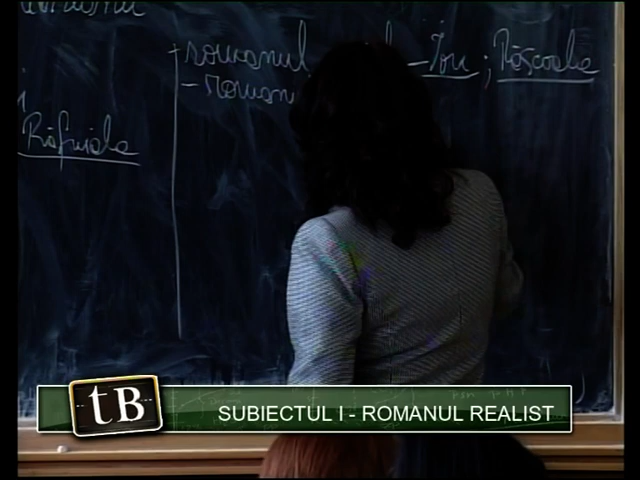 romanul - Ion ; Răscoala
- Roman
Răfuiala
tB
SUBIECTUL I - ROMANUL REALIST